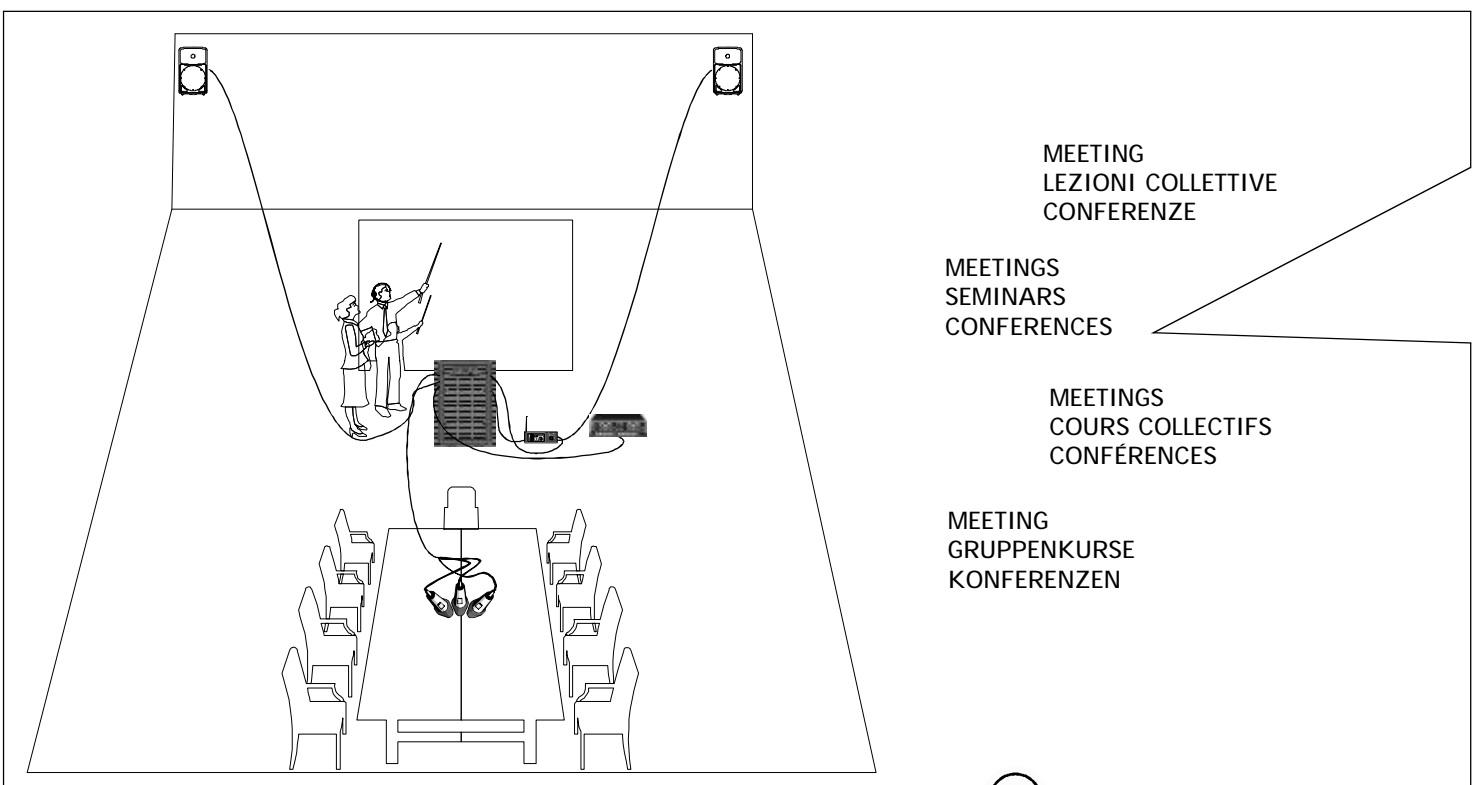 MEETING
LEZIONI COLLETTIVE
CONFERENZE
MEETINGS
SEMINARS
CONFERENCES
MEETINGS
COURS COLLECTIFS
CONFÉRENCES
MEETING
GRUPPENKURSE
KONFERENZEN